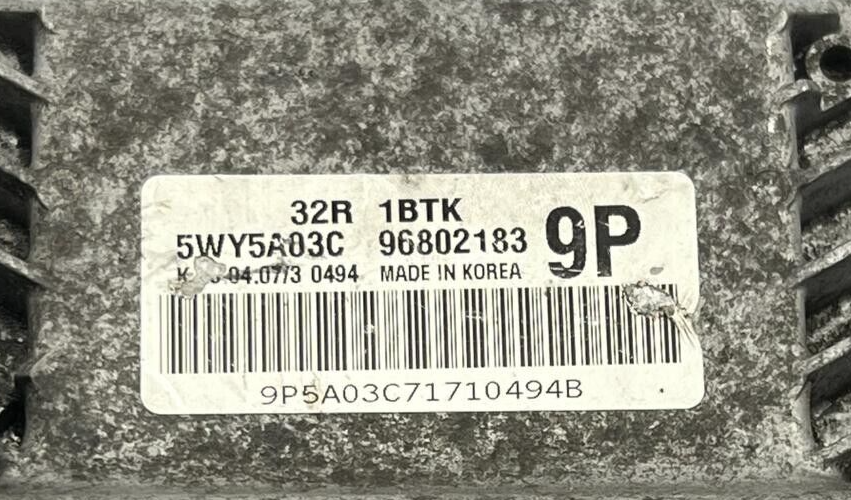 32R 1BTK
5WY5A03C 96802183 9P
04.07/3 0494 MADE IN KOREA
9P5A03C71710494B